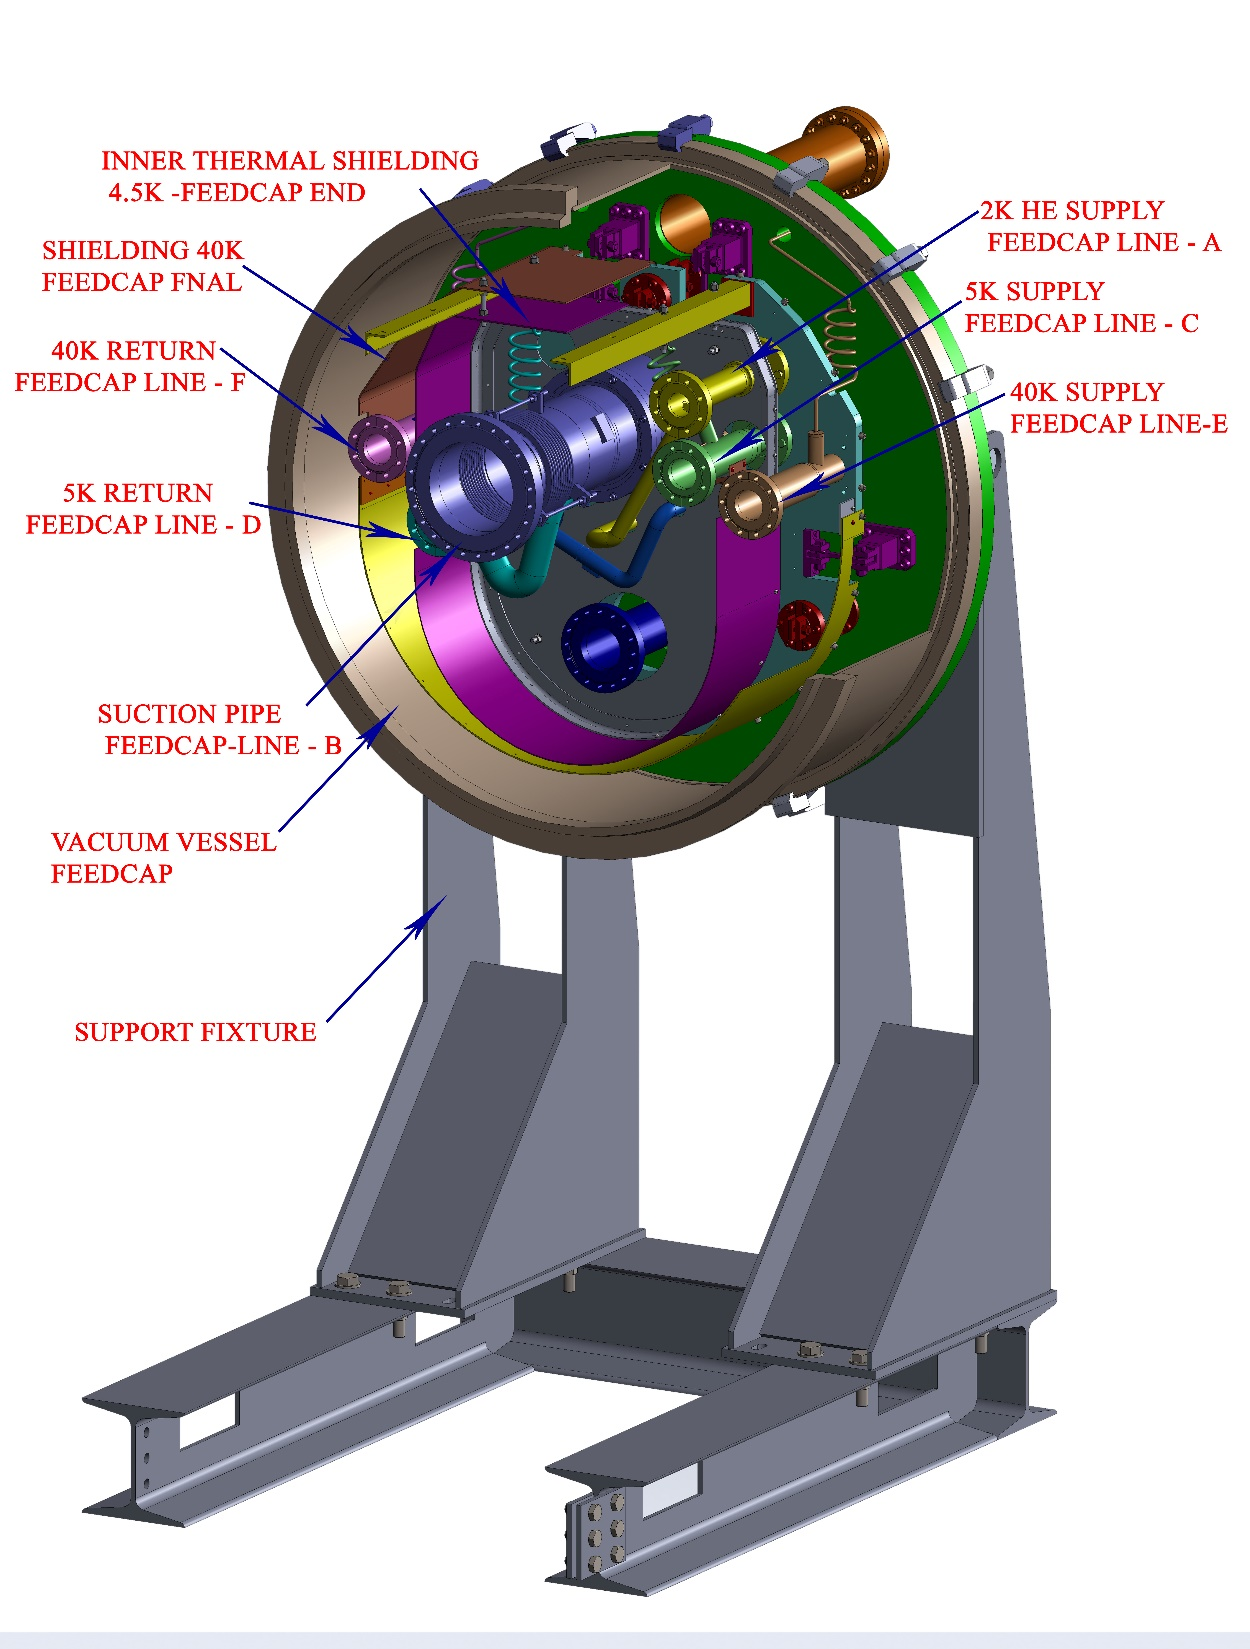 INNER THERMAL SHIELDING
4.5K -FEEDCAP END
SHIELDING 40K
FEEDCAP FNAL
40K RETURN
FEEDCAP LINE - F
5K RETURN
FEEDCAP LINE - D
SUCTION PIPE
FEEDCAP-LINE - B
VACUUM VESSEL
FEEDCAP
SUPPORT FIXTURE
2K HE SUPPLY
FEEDCAP LINE - A
5K SUPPLY
FEEDCAP LINE - C
40K SUPPLY
FEEDCAP LINE-E